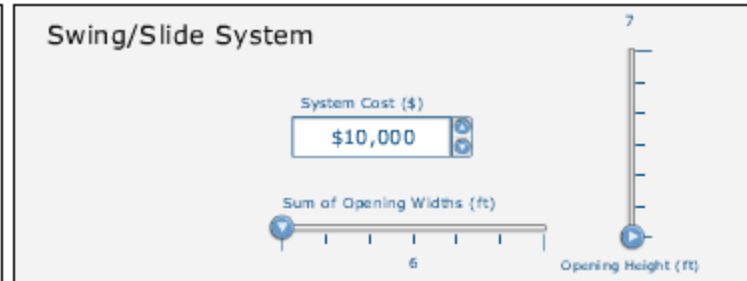 Swing/Slide System
7
System Cost ($)
$10,000
Sum of Opening Widths (ft)
6
Opening Height (ft)